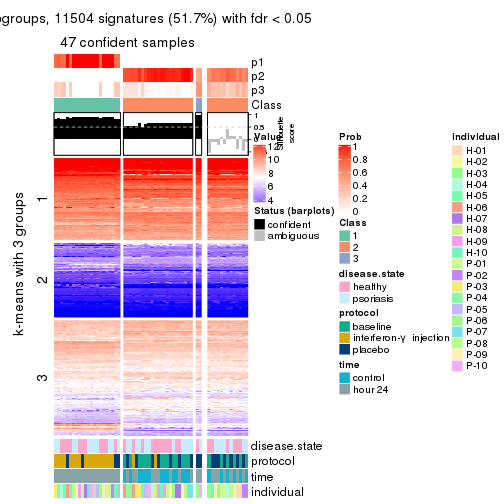 ogroups, 11504 signatures (51.7%) with fdr < 0.05
47 confident samples
p1
p2
p3
Class
1
0.5
0
Silhouette
score
k-means with 3 groups
1
2
3
disease.state
protocol
time
individual
Value
12
10
8
6
4
Status (barplots)
confident
ambiguous
Prob
1
0.8
0.6
0.4
0.2
0
Class
1
2
3
disease.state
healthy
psoriasis
protocol
baseline
interferon-γ injection
placebo
time
control
hour 24
individual
H-01
H-02
H-03
H-04
H-05
H-06
H-07
H-08
H-09
H-10
P-01
P-02
P-03
P-04
P-05
P-06
P-07
P-08
P-09
P-10